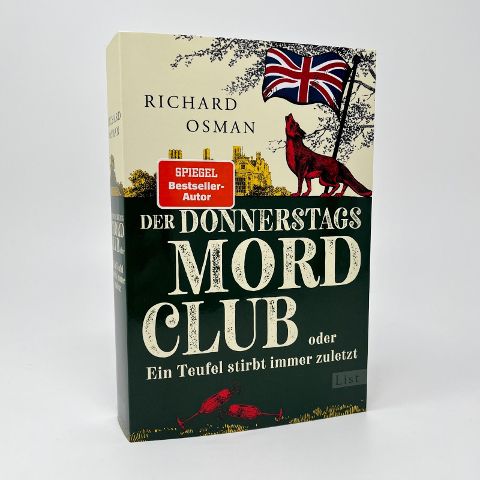 RICHARD
OSMAN
SPIEGEL
Bestseller-
Autor
DER DONNERSTAGS
MORD
CLUB
oder
Ein Teufel stirbt immer zuletzt
List